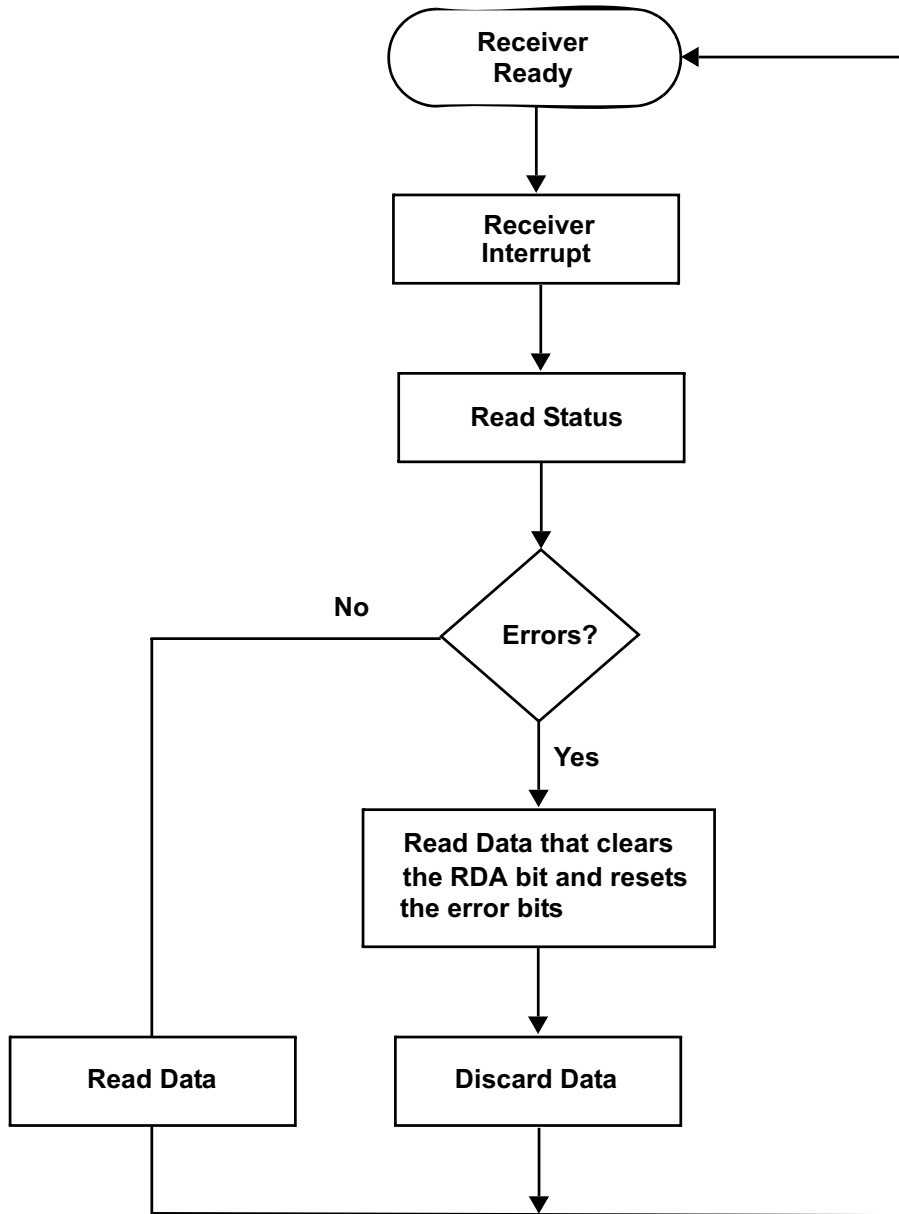 Receiver
Ready
Receiver
Interrupt
Read Status
No
Errors?
Yes
Read Data that clears
the RDA bit and resets
the error bits
Read Data
Discard Data